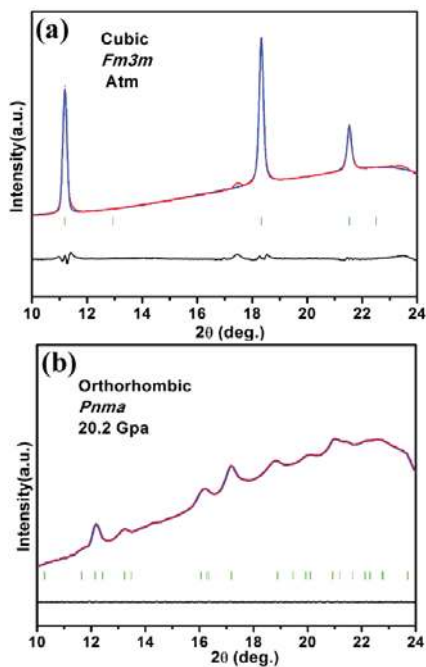 (a)
Cubic
Fm3m
Atm
Intensity(a.u.)
10 12 14 16 18 20 22 24
2θ (deg.)
(b)
Orthorhombic
Pnma
20.2 Gpa
Intensity(a.u.)
10 12 14 16 18 20 22 24
2θ (deg.)